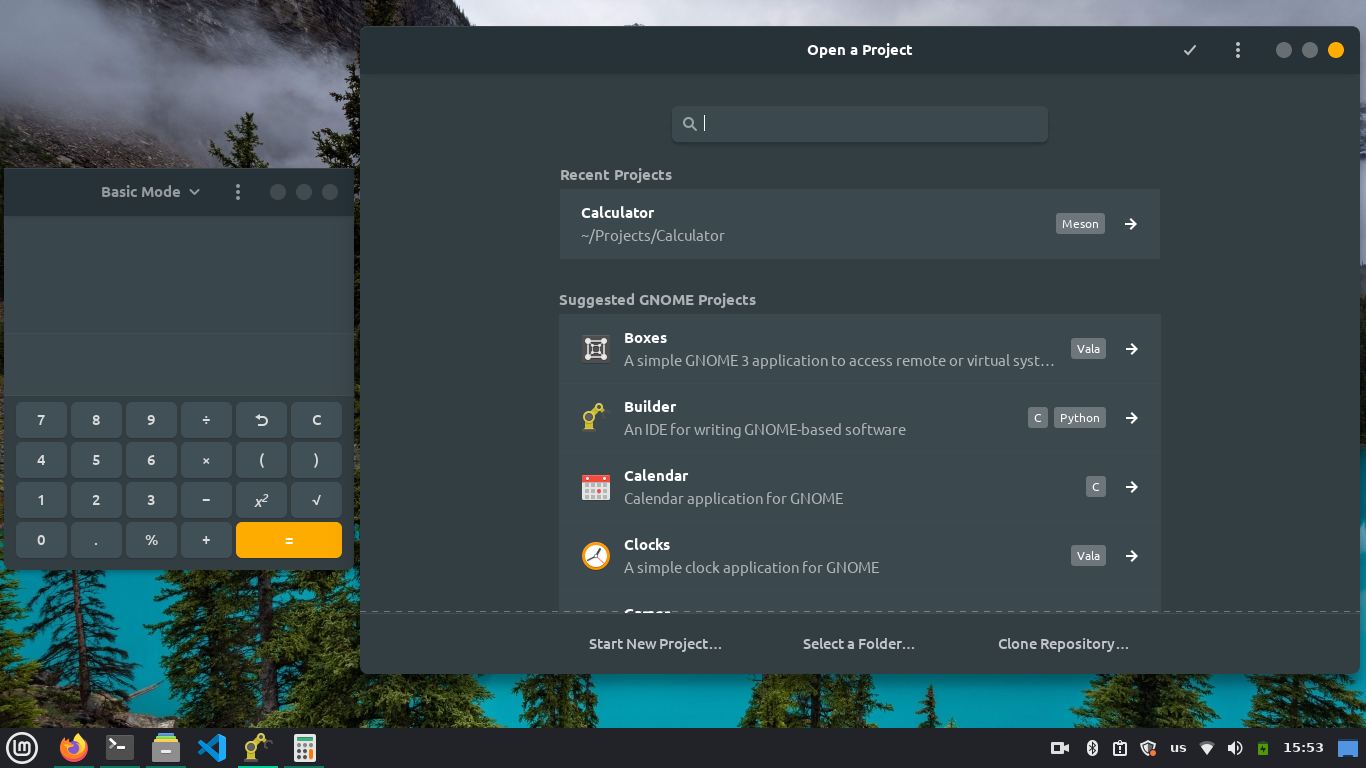 Open a Project
Recent Projects
Calculator
~/Projects/Calculator
Meson
Suggested GNOME Projects
Boxes
A simple GNOME 3 application to access remote or virtual syst…
Vala
Builder
An IDE for writing GNOME-based software
C Python
Calendar
Calendar application for GNOME
C
Clocks
A simple clock application for GNOME
Vala
Start New Project… Select a Folder… Clone Repository…
Basic Mode
7 8 9 ÷ C
4 5 6 × ( )
1 2 3 − x² √
0 . % + =
us 15:53